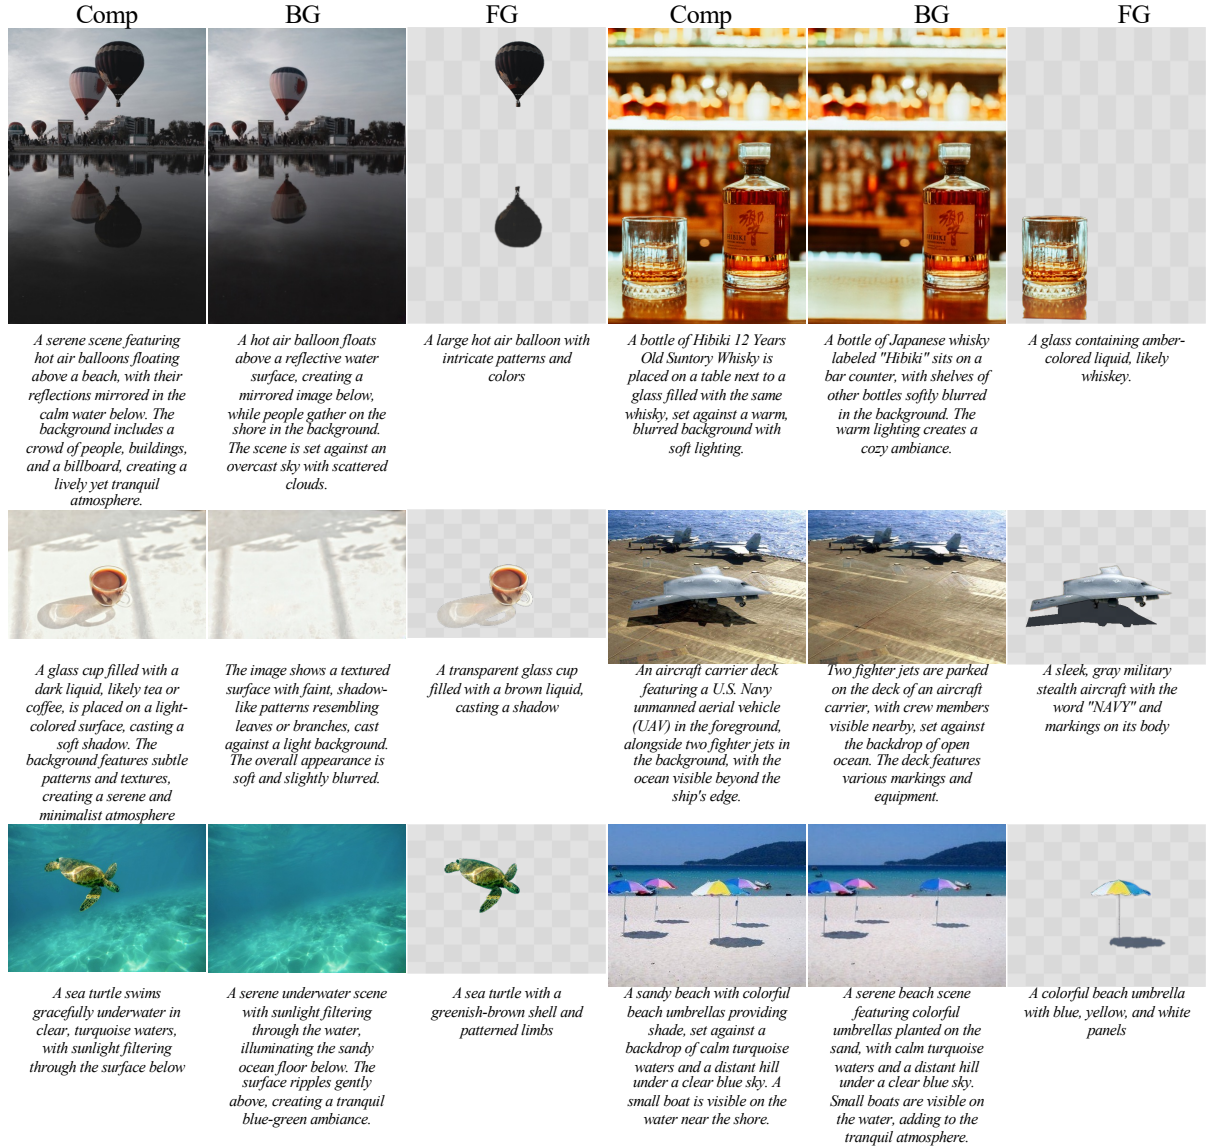 Comp BG FG Comp BG FG
響
HIBIKI
響
HIBIKI
A serene scene featuring
hot air balloons floating
above a beach, with their
reflections mirrored in the
calm water below. The
background includes a
crowd of people, buildings,
and a billboard, creating a
lively yet tranquil
atmosphere.
A hot air balloon floats
above a reflective water
surface, creating a
mirrored image below,
while people gather on the
shore in the background.
The scene is set against an
overcast sky with scattered
clouds.
A large hot air balloon with
intricate patterns and
colors
A bottle of Hibiki 12 Years
Old Suntory Whisky is
placed on a table next to a
glass filled with the same
whisky, set against a warm,
blurred background with
soft lighting.
A bottle of Japanese whisky
labeled "Hibiki" sits on a
bar counter, with shelves of
other bottles softly blurred
in the background. The
warm lighting creates a
cozy ambiance.
A glass containing amber-
colored liquid, likely
whiskey.
A glass cup filled with a
dark liquid, likely tea or
coffee, is placed on a light-
colored surface, casting a
soft shadow. The
background features subtle
patterns and textures,
creating a serene and
minimalist atmosphere
The image shows a textured
surface with faint, shadow-
like patterns resembling
leaves or branches, cast
against a light background.
The overall appearance is
soft and slightly blurred.
A transparent glass cup
filled with a brown liquid,
casting a shadow
An aircraft carrier deck
featuring a U.S. Navy
unmanned aerial vehicle
(UAV) in the foreground,
alongside two fighter jets in
the background, with the
ocean visible beyond the
ship's edge.
Two fighter jets are parked
on the deck of an aircraft
carrier, with crew members
visible nearby, set against
the backdrop of open
ocean. The deck features
various markings and
equipment.
A sleek, gray military
stealth aircraft with the
word "NAVY" and
markings on its body
A sea turtle swims
gracefully underwater in
clear, turquoise waters,
with sunlight filtering
through the surface below
A serene underwater scene
with sunlight filtering
through the water,
illuminating the sandy
ocean floor below. The
surface ripples gently
above, creating a tranquil
blue-green ambiance.
A sea turtle with a
greenish-brown shell and
patterned limbs
A sandy beach with colorful
beach umbrellas providing
shade, set against a
backdrop of calm turquoise
waters and a distant hill
under a clear blue sky. A
small boat is visible on the
water near the shore.
A serene beach scene
featuring colorful
umbrellas planted on the
sand, with calm turquoise
waters and a distant hill
under a clear blue sky.
Small boats are visible on
the water, adding to the
tranquil atmosphere.
A colorful beach umbrella
with blue, yellow, and white
panels